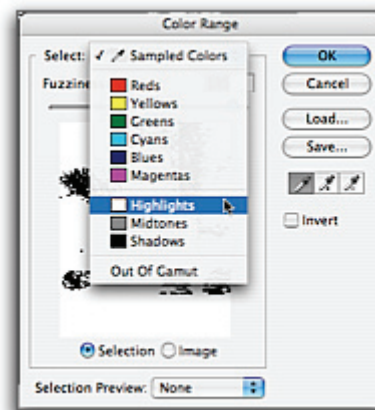 Color Range
Select: ✓ Sampled Colors
Reds
Yellows
Greens
Cyans
Blues
Magentas
Highlights
Midtones
Shadows
Out Of Gamut
Selection Image
Selection Preview: None
OK
Cancel
Load...
Save...
Invert